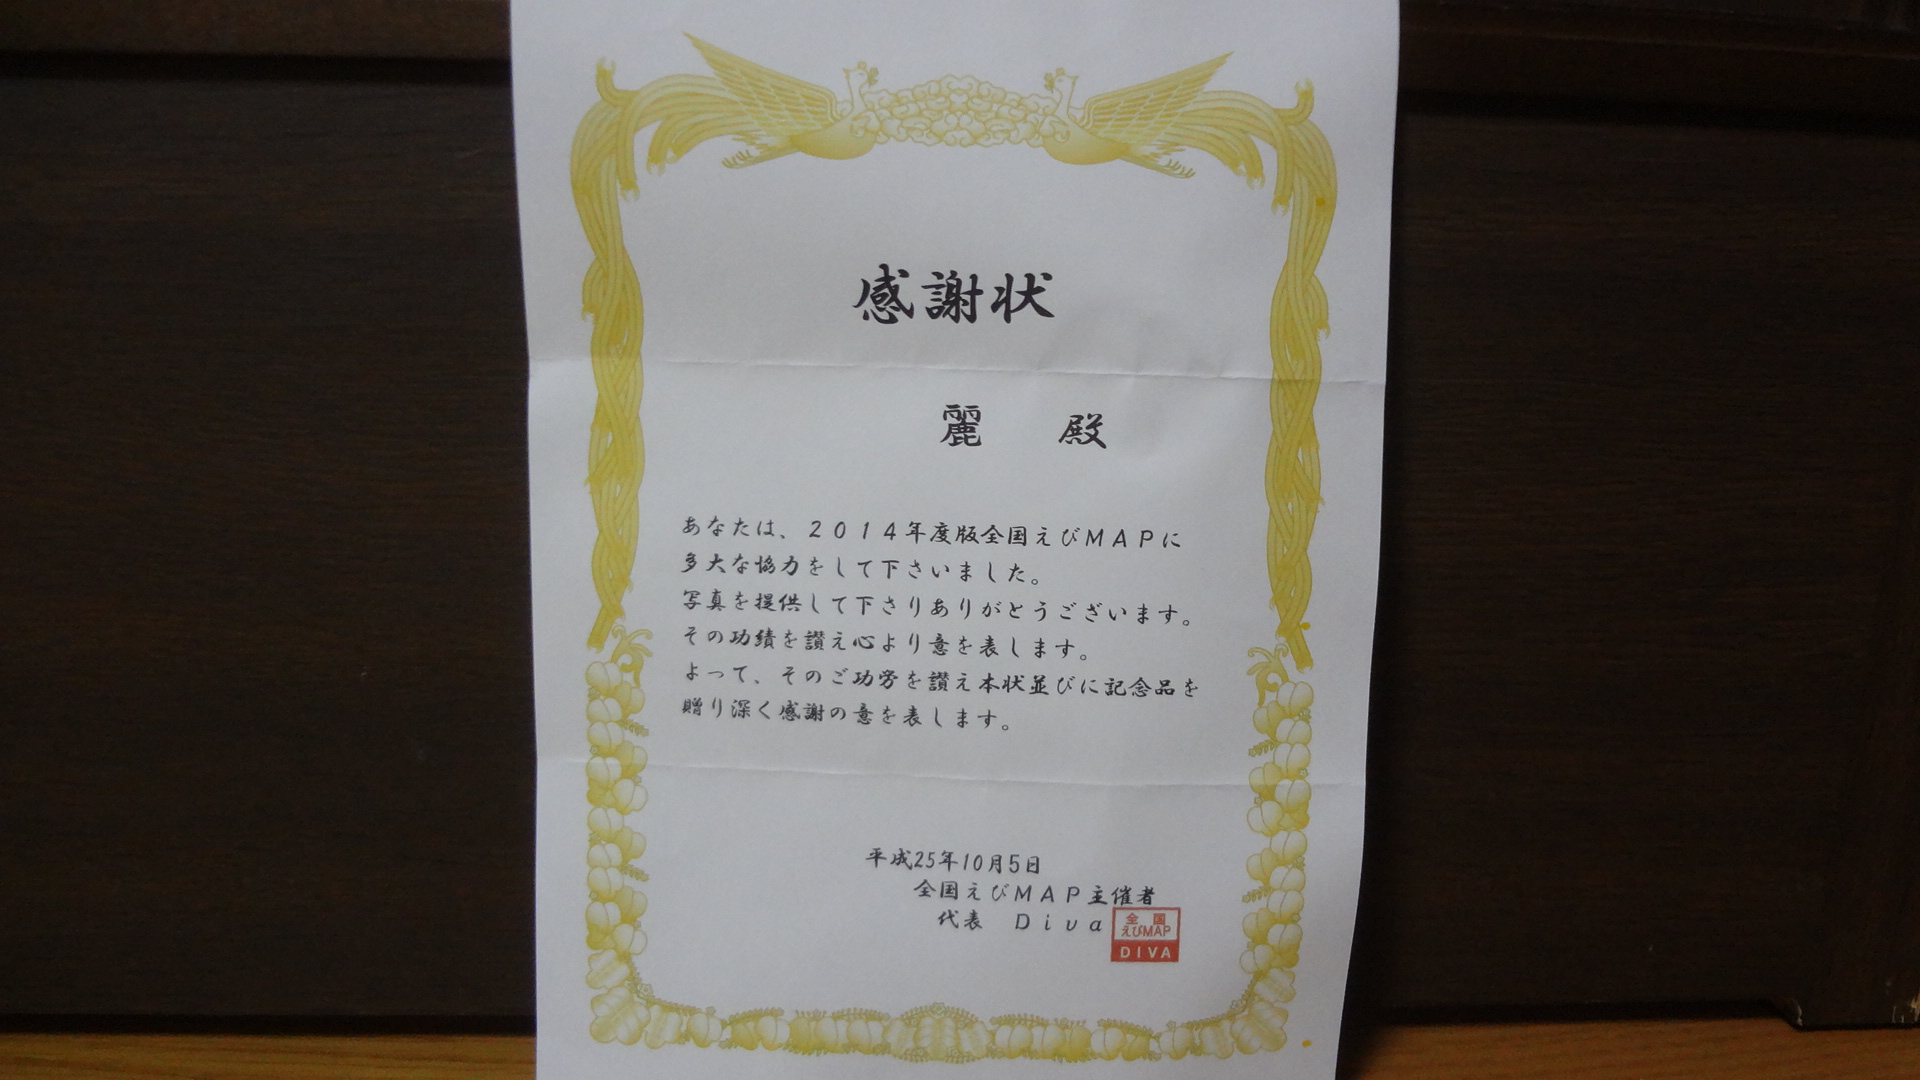 感謝状
麗 殿
あなたは、２０１４年度版全国えびＭＡＰに
多大な協力をして下さいました。
写真を提供して下さりありがとうございます。
その功績を讃え心より意を表します。
よって、そのご功労を讃え本状並びに記念品を
贈り深く感謝の意を表します。
平成25年10月5日
全国えびＭＡＰ主催者
代表 Ｄｉｖａ
全国
えびMAP
DIVA